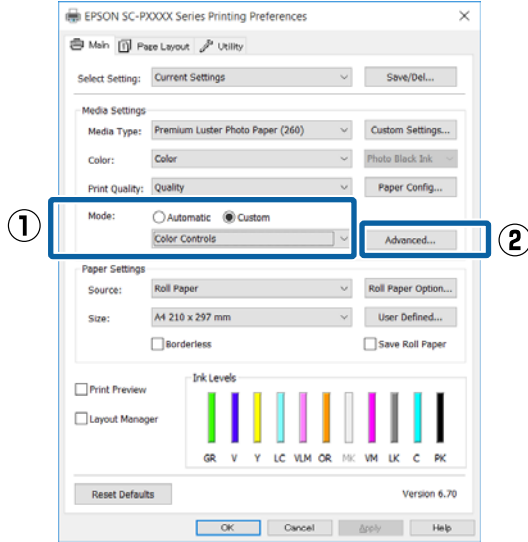 EPSON SC-PXXXX Series Printing Preferences
Main Page Layout Utility
Select Setting: Current Settings Save/Del...
Media Settings
Media Type: Premium Luster Photo Paper (260) Custom Settings...
Color: Color Photo Black Ink
Print Quality: Quality Paper Config...
① Mode: Automatic Custom
Color Controls Advanced... ②
Paper Settings
Source: Roll Paper Roll Paper Option...
Size: A4 210 x 297 mm User Defined...
Borderless Save Roll Paper
Print Preview
Layout Manager
Ink Levels
GR V Y LC VLM OR MK VM LK C PK
Reset Defaults Version 6.70
OK Cancel Apply Help